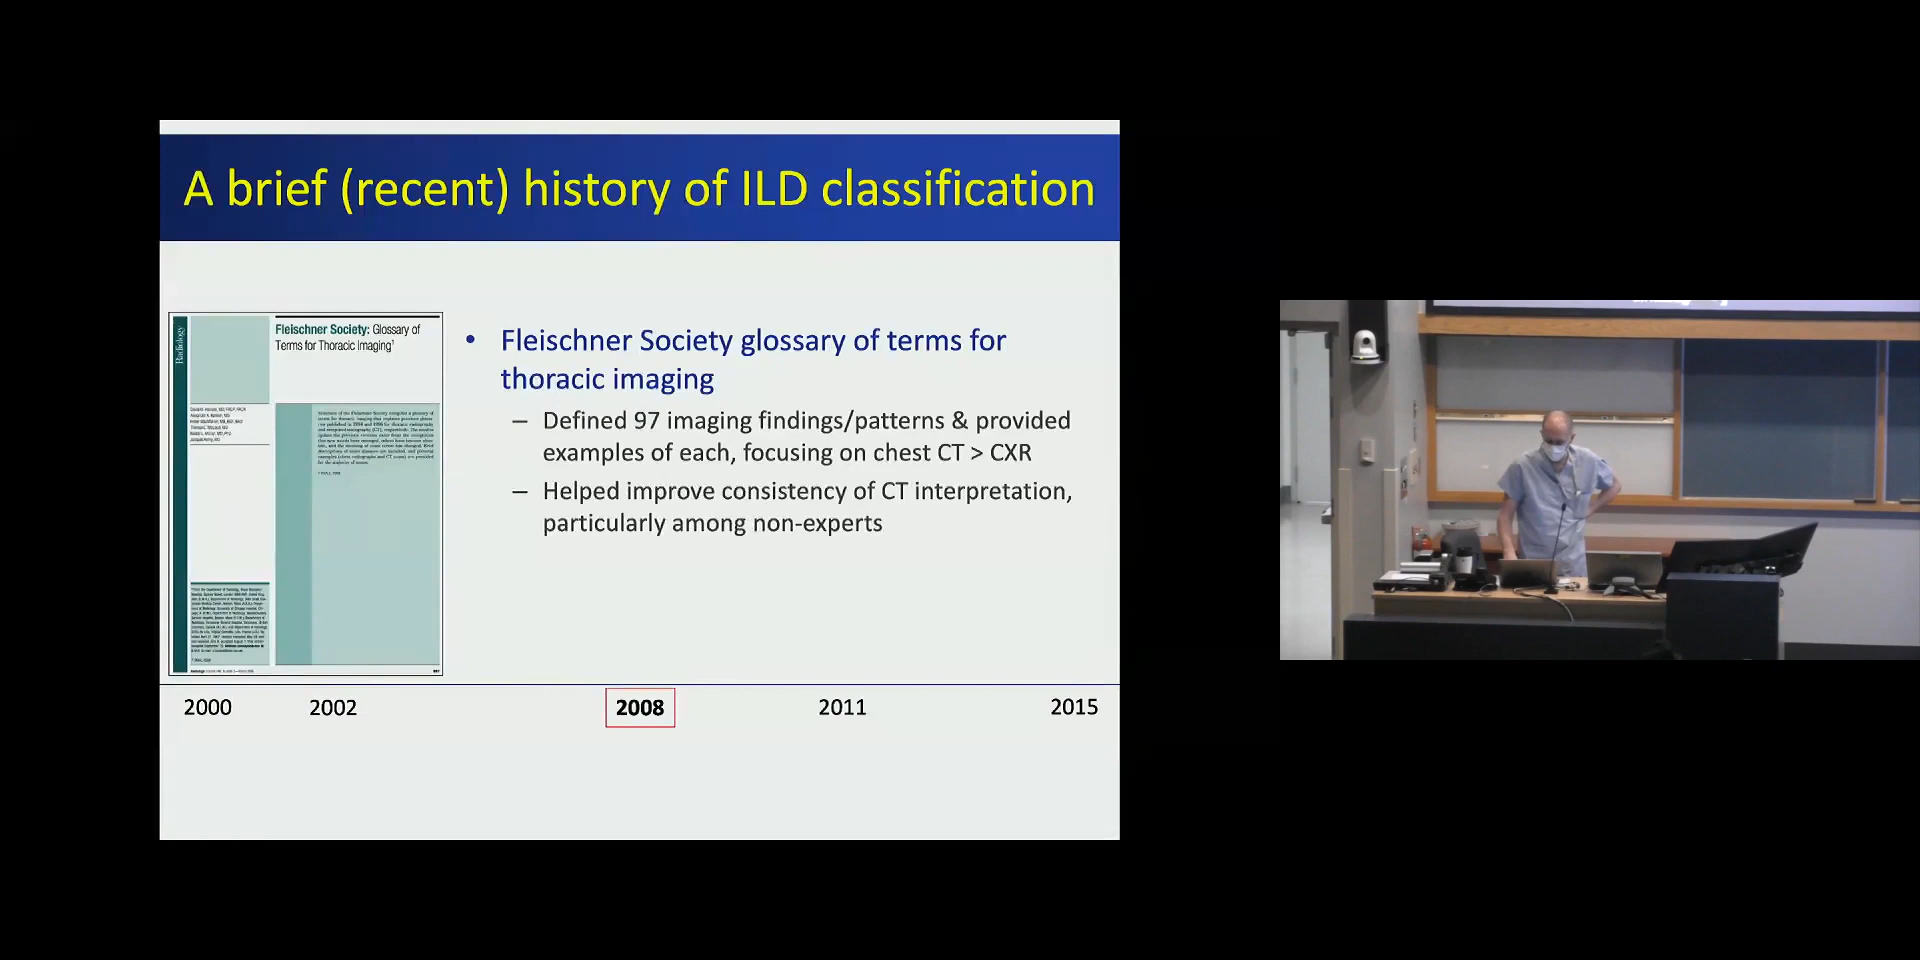 A brief (recent) history of ILD classification
Radiology
Fleischner Society: Glossary of
Terms for Thoracic Imaging¹
• Fleischner Society glossary of terms for
thoracic imaging
– Defined 97 imaging findings/patterns & provided
examples of each, focusing on chest CT > CXR
– Helped improve consistency of CT interpretation,
particularly among non-experts
2000 2002 2008 2011 2015